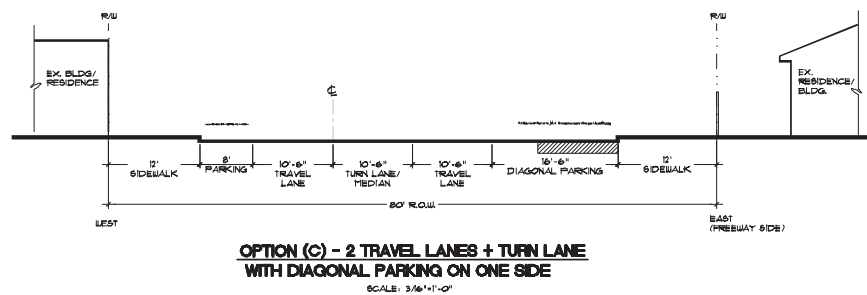 R/W
R/W
EX. BLDG/
RESIDENCE
℄
EX.
RESIDENCE/
BLDG.
12'
SIDEWALK
8'
PARKING
10'-6"
TRAVEL
LANE
10'-6"
TURN LANE/
MEDIAN
10'-6"
TRAVEL
LANE
16'-6"
DIAGONAL PARKING
12'
SIDEWALK
80' R.O.W.
WEST
EAST
(FREEWAY SIDE)
OPTION (C) - 2 TRAVEL LANES + TURN LANE
WITH DIAGONAL PARKING ON ONE SIDE
SCALE: 3/16"=1'-0"